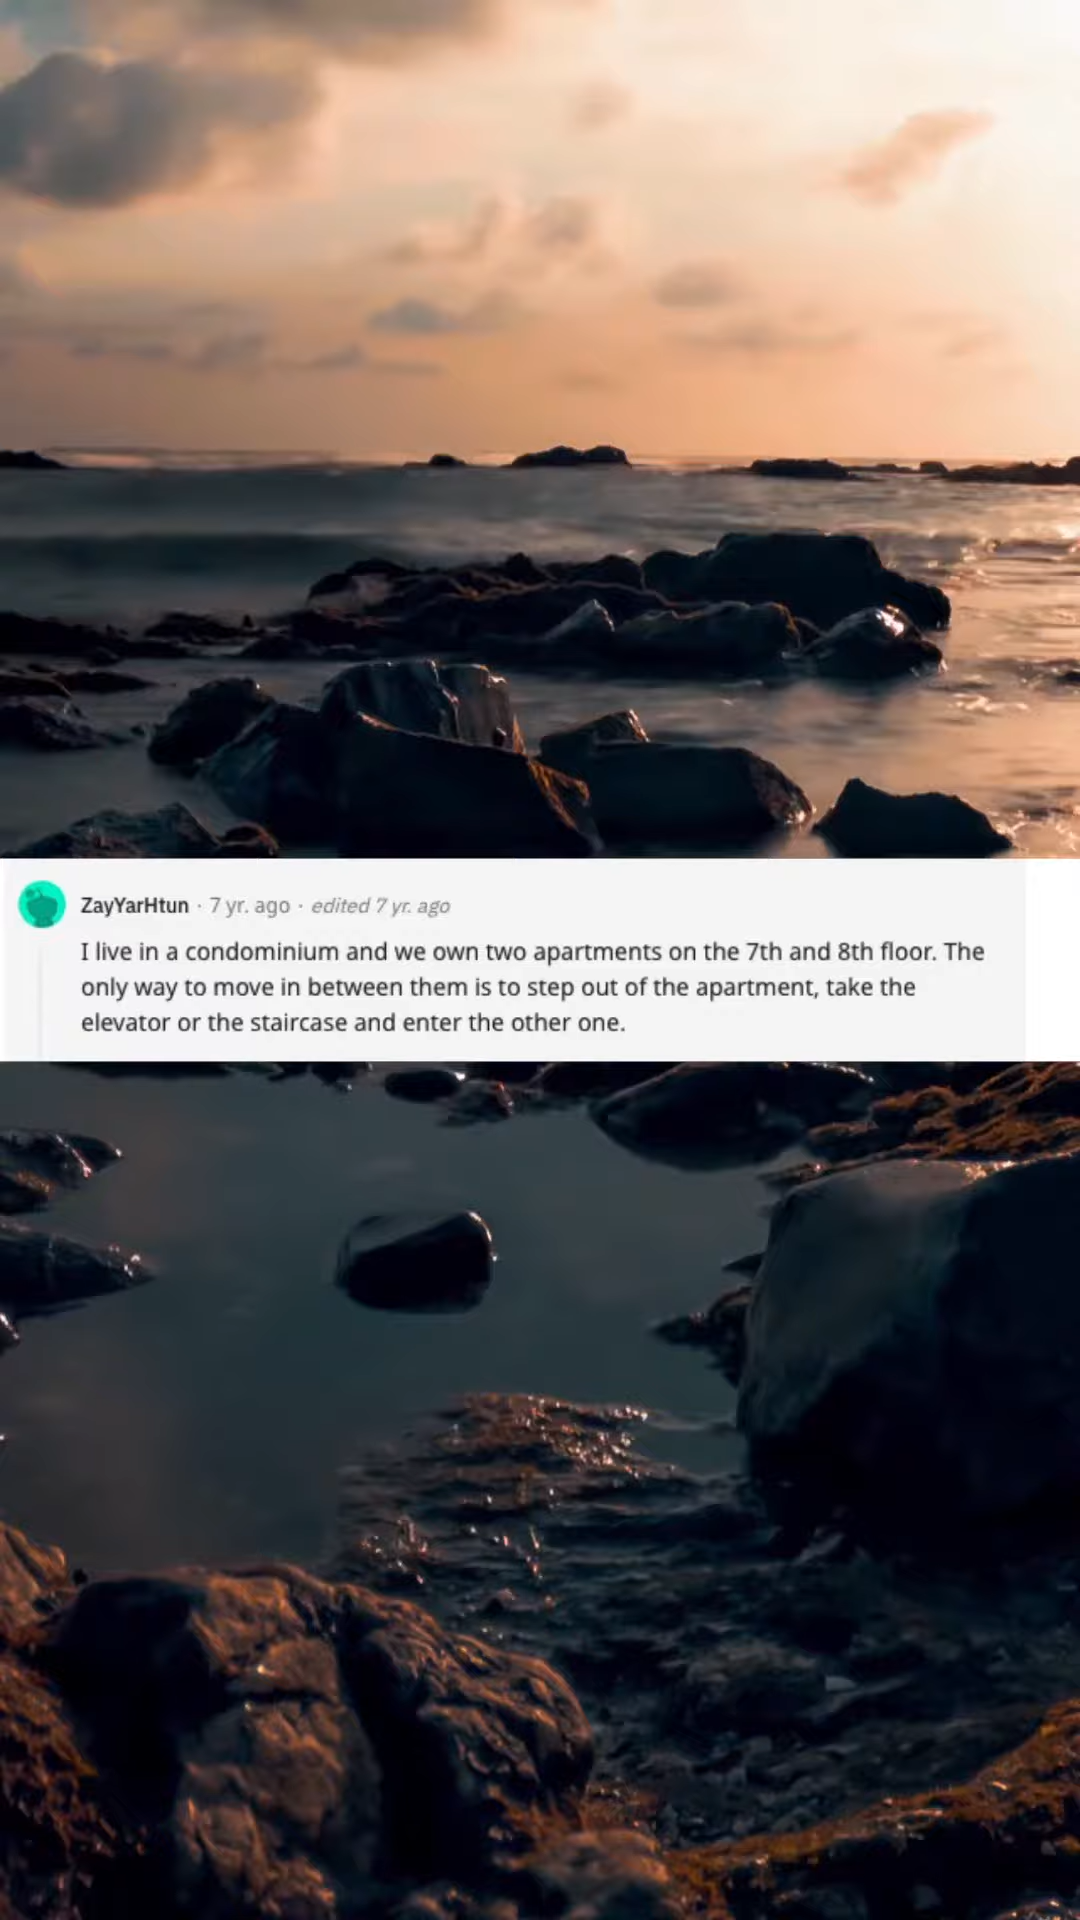 ZayYarHtun · 7 yr. ago · edited 7 yr. ago
I live in a condominium and we own two apartments on the 7th and 8th floor. The
only way to move in between them is to step out of the apartment, take the
elevator or the staircase and enter the other one.